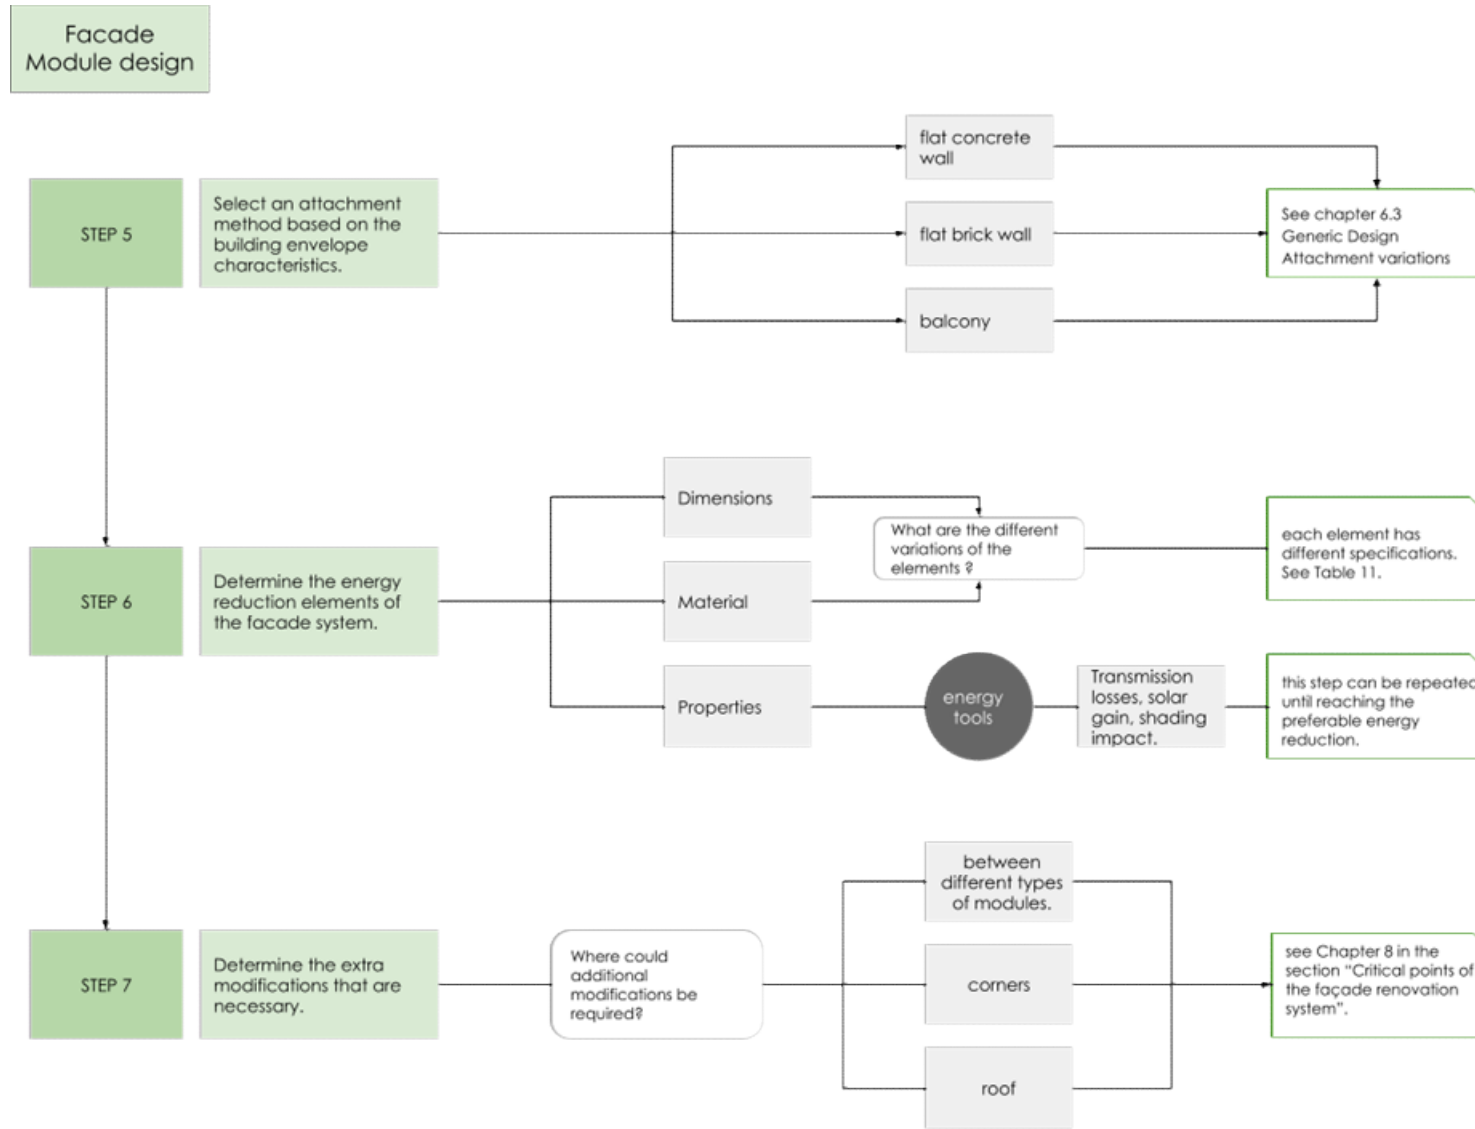 Facade
Module design
STEP 5
Select an attachment
method based on the
building envelope
characteristics.
flat concrete
wall
flat brick wall
balcony
See chapter 6.3
Generic Design
Attachment variations
STEP 6
Determine the energy
reduction elements of
the facade system.
Dimensions
Material
Properties
What are the different
variations of the
elements ?
each element has
different specifications.
See Table 11.
energy
tools
Transmission
losses, solar
gain, shading
impact.
this step can be repeated
until reaching the
preferable energy
reduction.
STEP 7
Determine the extra
modifications that are
necessary.
Where could
additional
modifications be
required?
between
different types
of modules.
corners
roof
see Chapter 8 in the
section "Critical points of
the façade renovation
system".